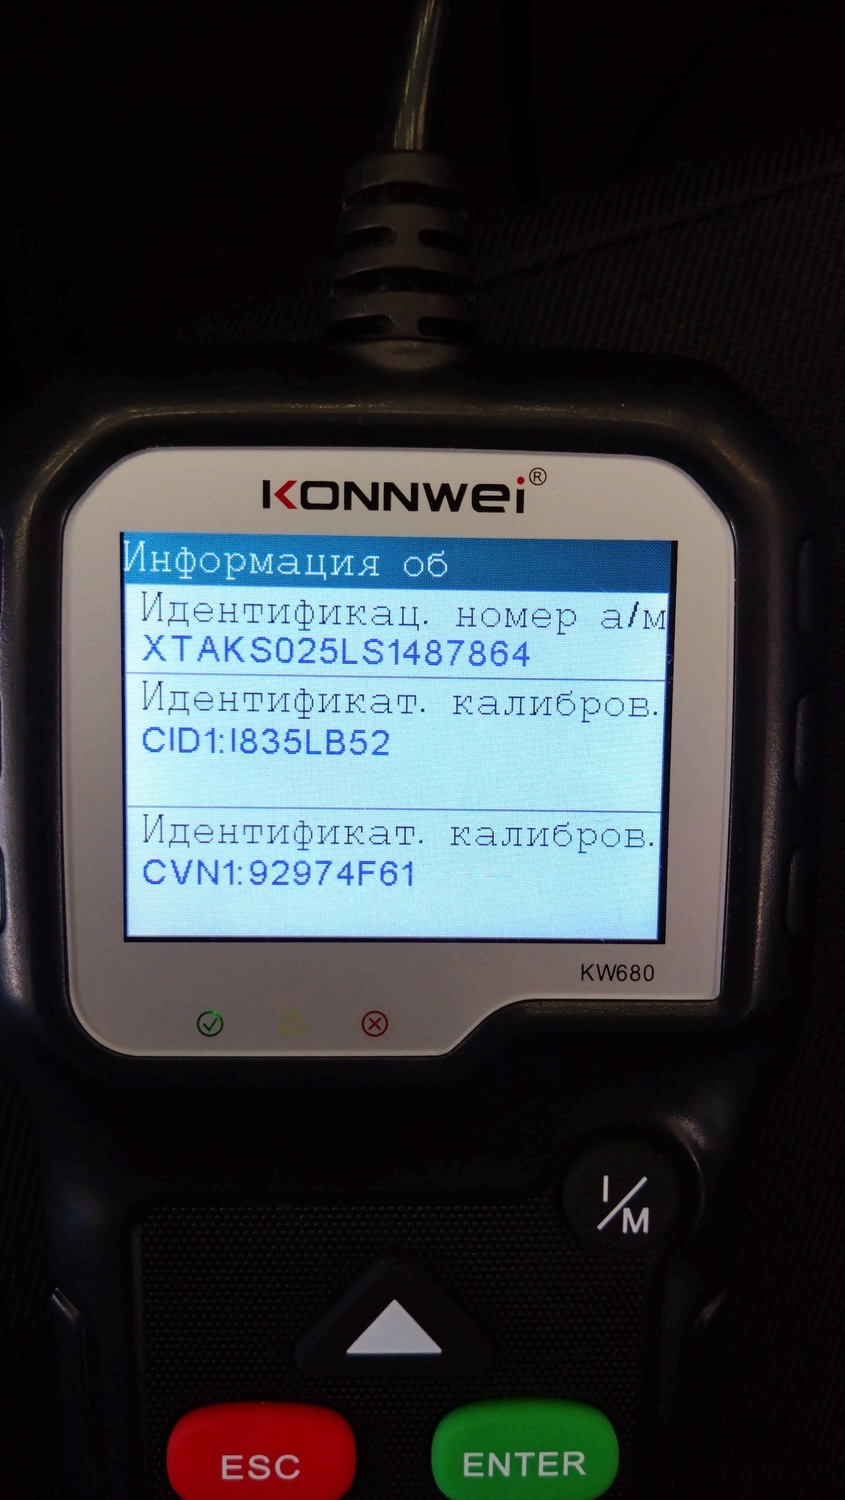 KONNWEI®
Информация об
Идентификац. номер а/м
XTAKS025LS1487864
Идентификат. калибров.
CID1:I835LB52
Идентификат. калибров.
CVN1:92974F61
KW680
I/M
ESC
ENTER